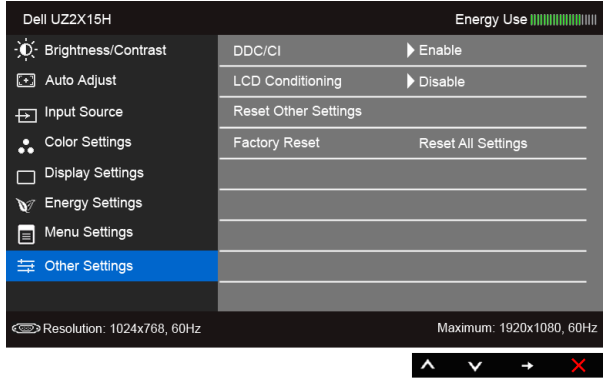 Dell UZ2X15H
Energy Use
Brightness/Contrast
Auto Adjust
Input Source
Color Settings
Display Settings
Energy Settings
Menu Settings
Other Settings
DDC/CI Enable
LCD Conditioning Disable
Reset Other Settings
Factory Reset Reset All Settings
Resolution: 1024x768, 60Hz
Maximum: 1920x1080, 60Hz